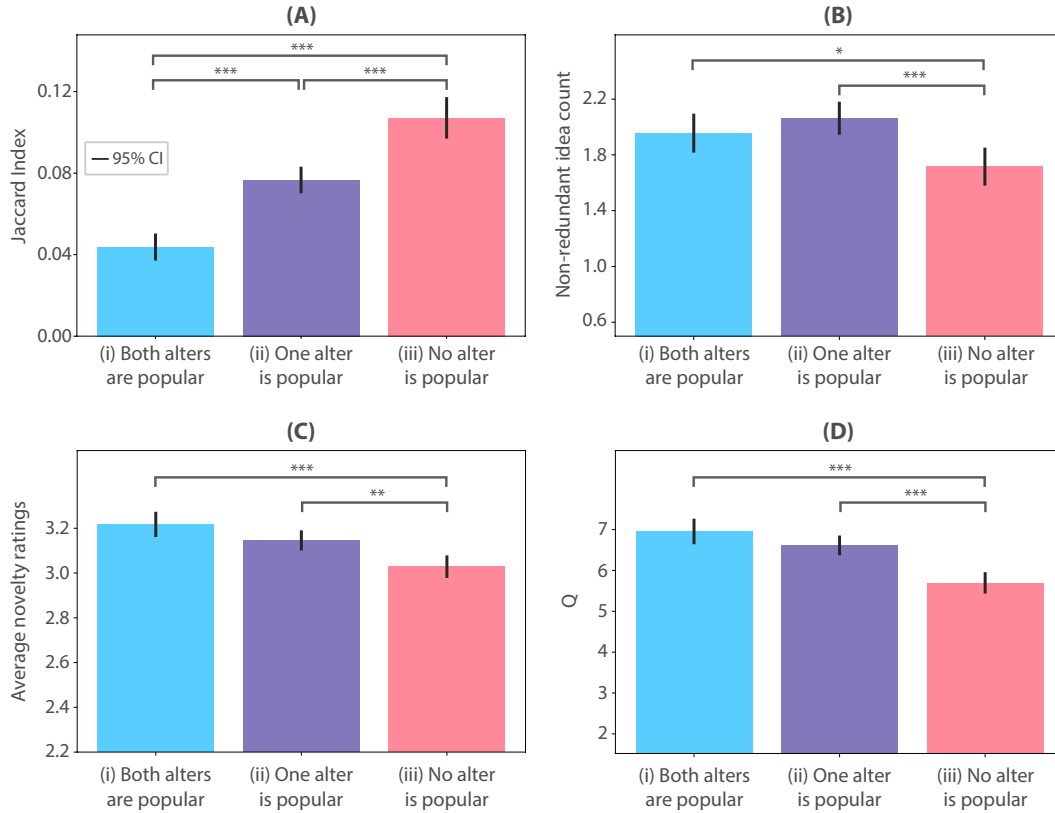 (A)
Jaccard Index
0.12
0.08
0.04
0.00
95% CI
***
***
***
(i) Both alters
are popular
(ii) One alter
is popular
(iii) No alter
is popular
(B)
Non-redundant idea count
2.2
1.8
1.4
1.0
0.6
*
***
(i) Both alters
are popular
(ii) One alter
is popular
(iii) No alter
is popular
(C)
Average novelty ratings
3.2
3.0
2.8
2.6
2.4
2.2
***
**
(i) Both alters
are popular
(ii) One alter
is popular
(iii) No alter
is popular
(D)
Q
7
6
5
4
3
2
***
***
(i) Both alters
are popular
(ii) One alter
is popular
(iii) No alter
is popular